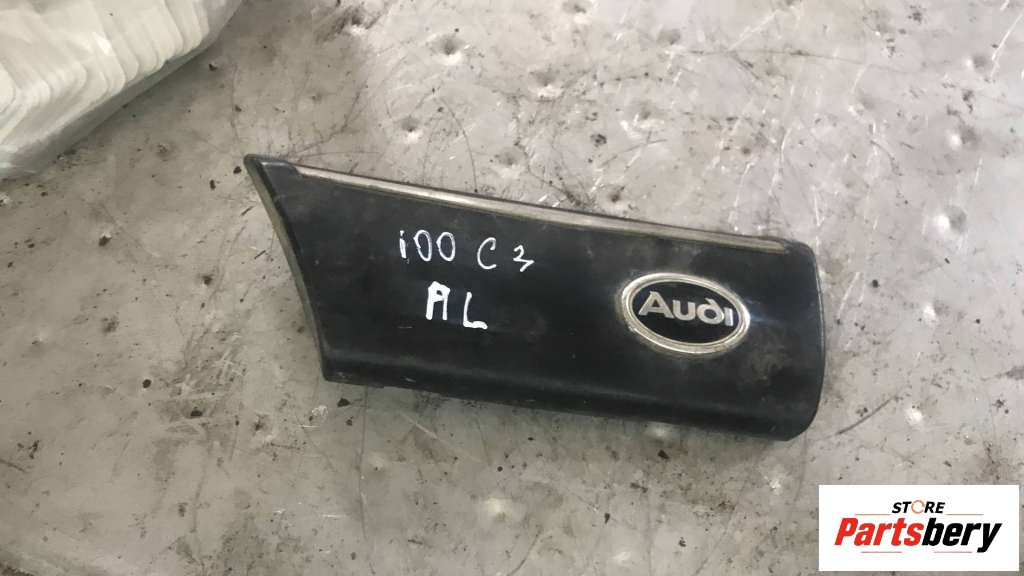 100 C3
AL
Audi
STORE
Partsbery